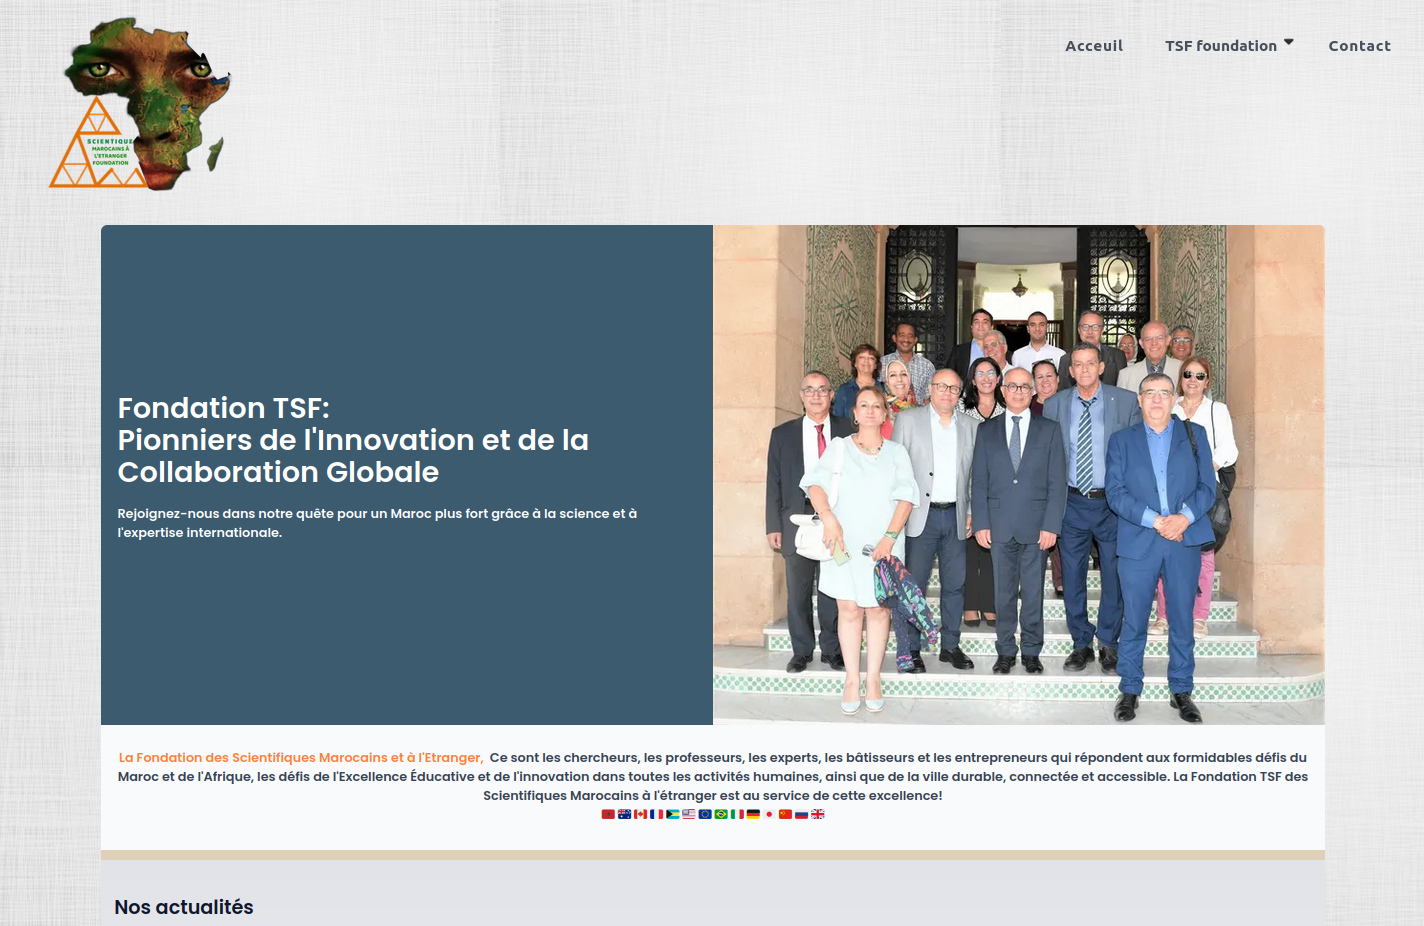 SCIENTIQUE
MAROCAINS À
L'ETRANGER
FOUNDATION
Acceuil
TSF foundation
Contact
Fondation TSF:
Pionniers de l'Innovation et de la
Collaboration Globale
Rejoignez-nous dans notre quête pour un Maroc plus fort grâce à la science et à
l'expertise internationale.
La Fondation des Scientifiques Marocains et à l'Etranger, Ce sont les chercheurs, les professeurs, les experts, les bâtisseurs et les entrepreneurs qui répondent aux formidables défis du
Maroc et de l'Afrique, les défis de l'Excellence Éducative et de l'innovation dans toutes les activités humaines, ainsi que de la ville durable, connectée et accessible. La Fondation TSF des
Scientifiques Marocains à l'étranger est au service de cette excellence!
Nos actualités